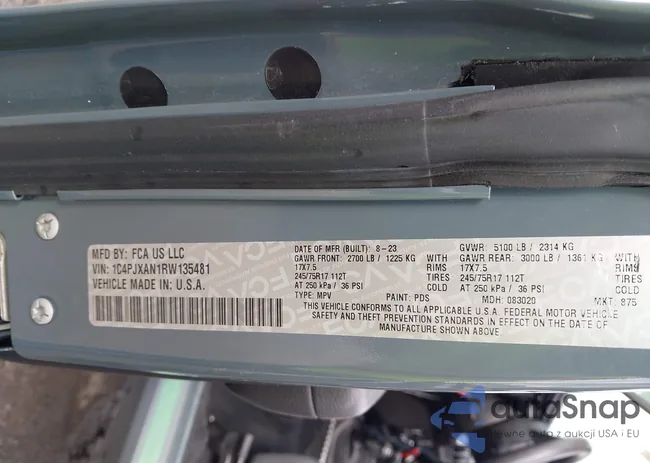 MFD BY: FCA US LLC
VIN: 1C4PJXAN1RW135481
VEHICLE MADE IN: U.S.A.
DATE OF MFR (BUILT): 8-23
GVWR: 5100 LB / 2314 KG
GAWR FRONT: 2700 LB / 1225 KG WITH
17X7.5 RIMS
245/75R17 112T TIRES
AT 250 kPa / 36 PSI COLD
GAWR REAR: 3000 LB / 1361 KG WITH
17X7.5 RIMS
245/75R17 112T TIRES
AT 250 kPa / 36 PSI COLD
TYPE: MPV PAINT: PDS MDH: 083020 MKT: 875
THIS VEHICLE CONFORMS TO ALL APPLICABLE U.S.A. FEDERAL MOTOR VEHICLE
SAFETY AND THEFT PREVENTION STANDARDS IN EFFECT ON THE DATE OF
MANUFACTURE SHOWN ABOVE.
autoSnap
pewne auto z aukcji USA i EU